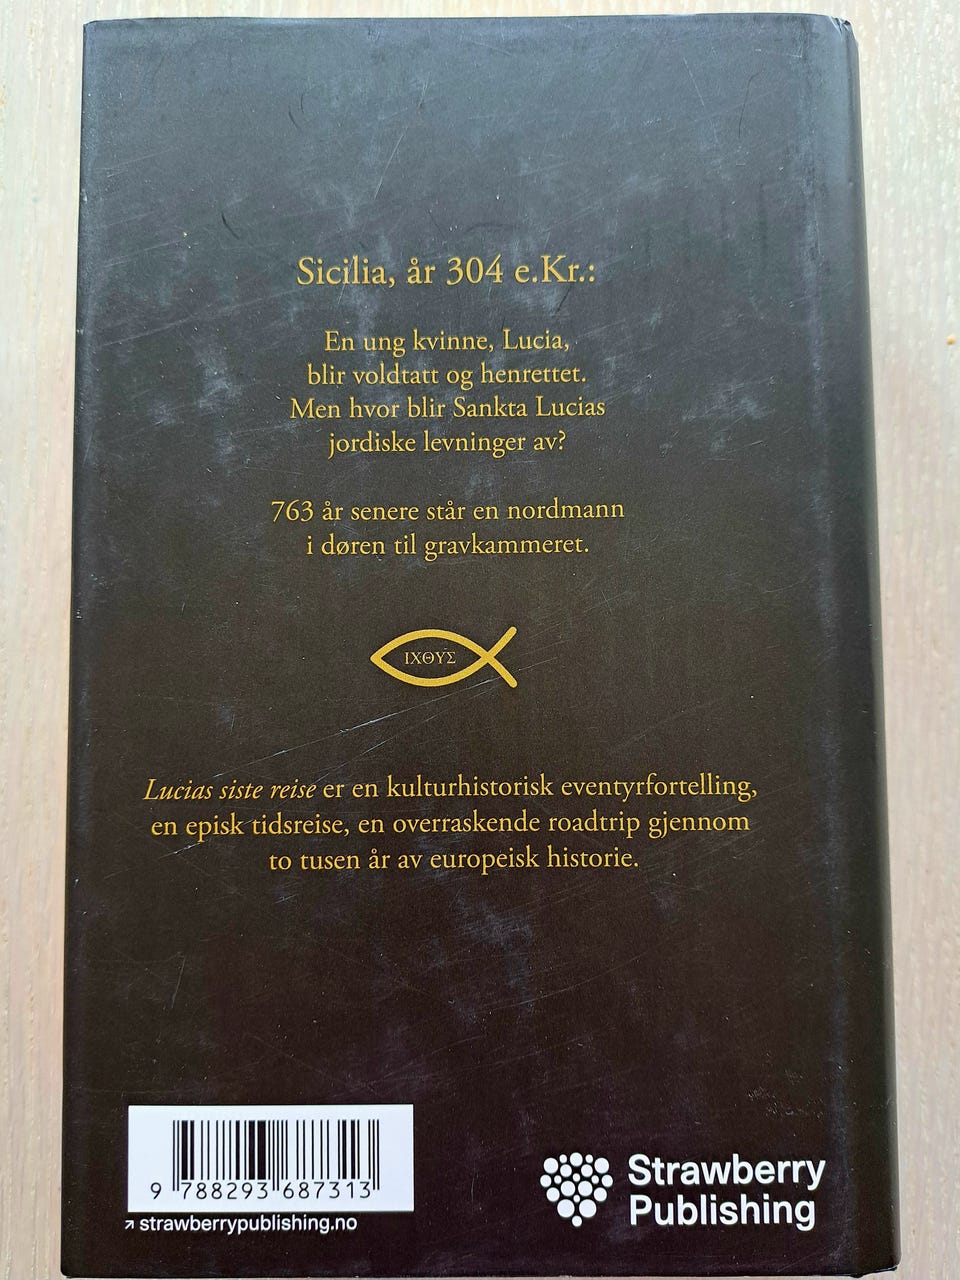 Sicilia, år 304 e.Kr.:
En ung kvinne, Lucia,
blir voldtatt og henrettet.
Men hvor blir Sankta Lucias
jordiske levninger av?
763 år senere står en nordmann
i døren til gravkammeret.
ΙΧΘΥΣ
Lucias siste reise er en kulturhistorisk eventyrfortelling,
en episk tidsreise, en overraskende roadtrip gjennom
to tusen år av europeisk historie.
9 788293 687313
↗ strawberrypublishing.no
Strawberry
Publishing